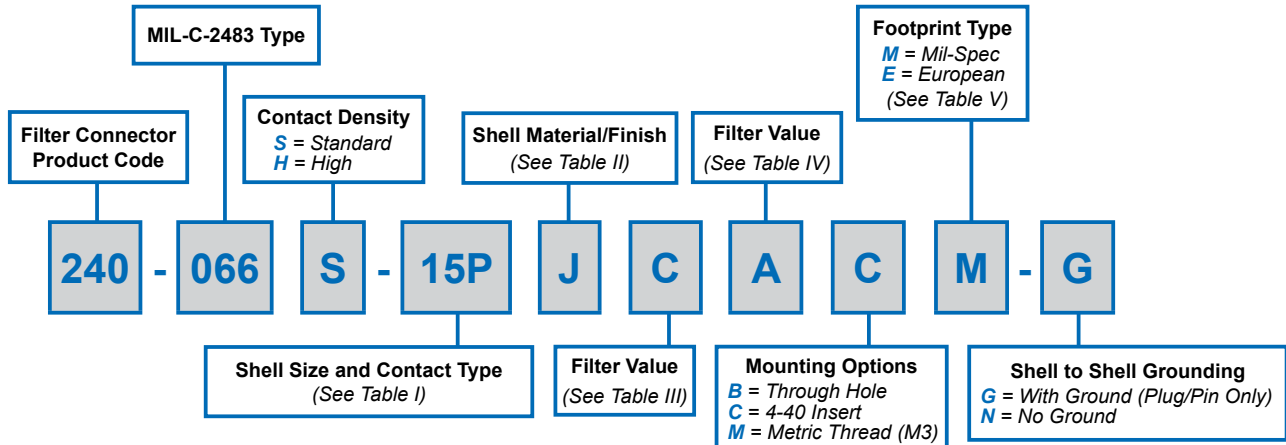 MIL-C-2483 Type
Footprint Type
M = Mil-Spec
E = European
(See Table V)
Filter Connector
Product Code
Contact Density
S = Standard
H = High
Shell Material/Finish
(See Table II)
Filter Value
(See Table IV)
240 - 066 S - 15P J C A C M - G
Shell Size and Contact Type
(See Table I)
Filter Value
(See Table III)
Mounting Options
B = Through Hole
C = 4-40 Insert
M = Metric Thread (M3)
Shell to Shell Grounding
G = With Ground (Plug/Pin Only)
N = No Ground